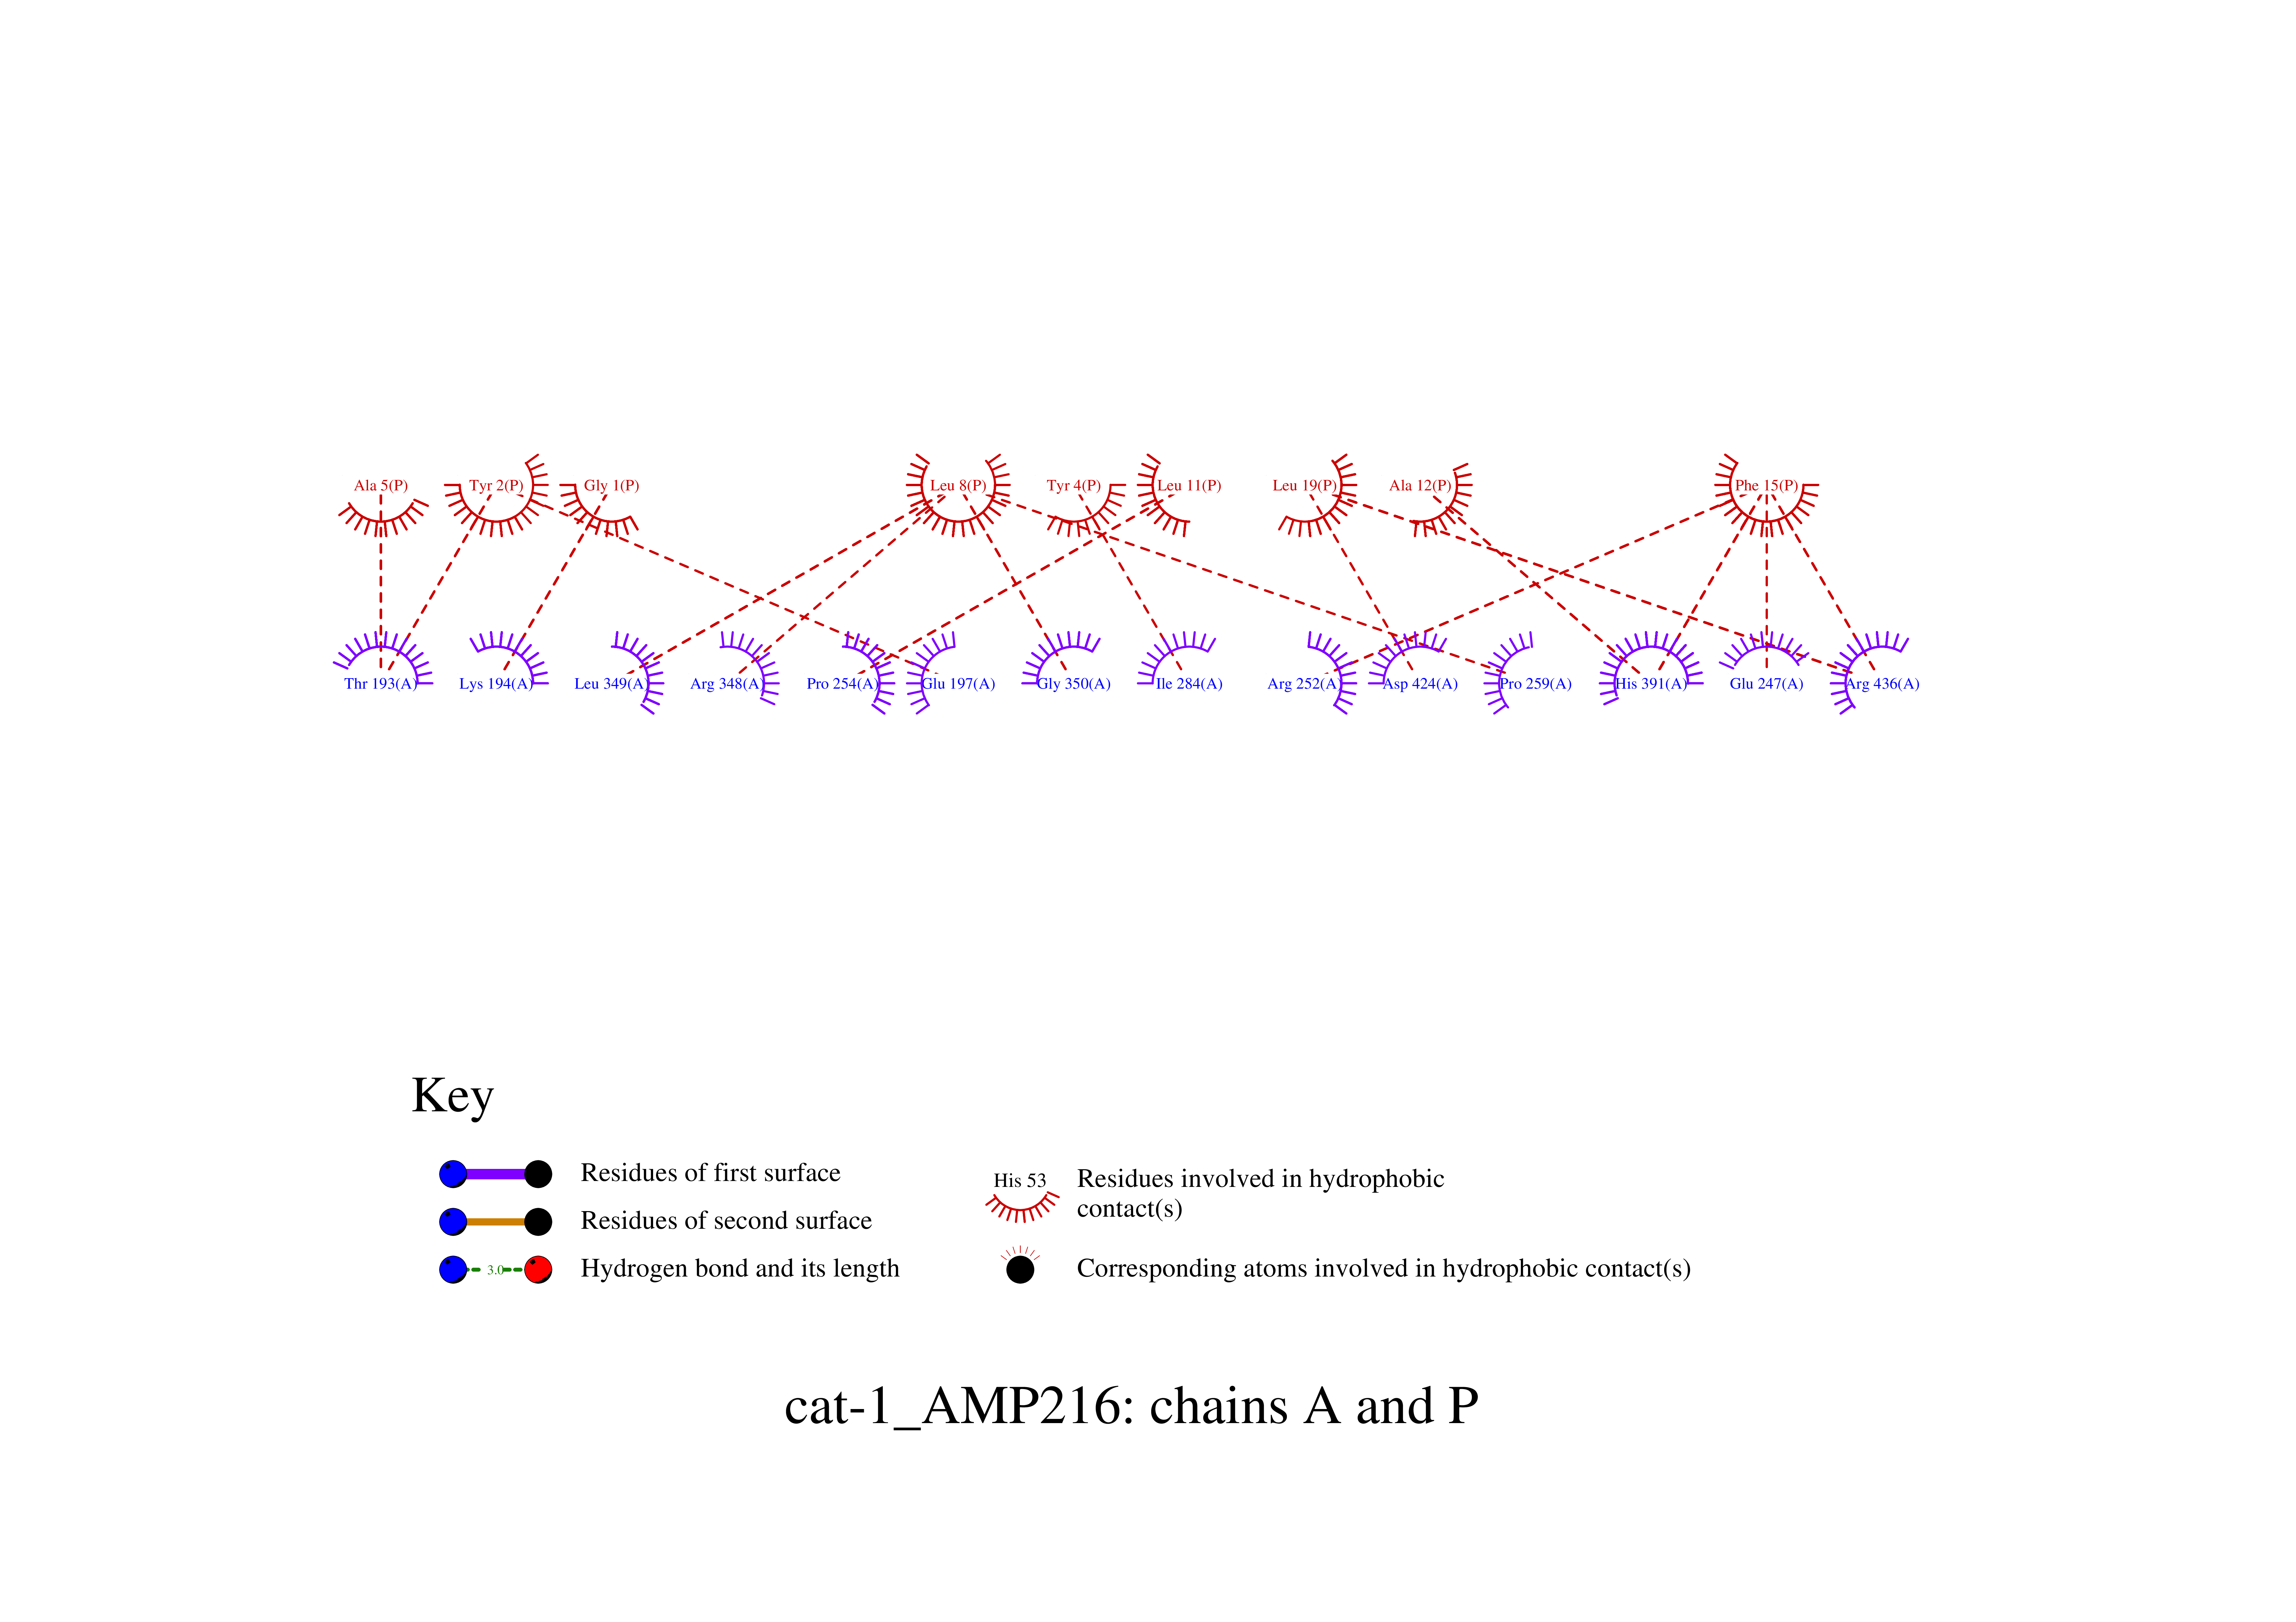 Ala 5(P) Tyr 2(P) Gly 1(P) Leu 8(P) Tyr 4(P) Leu 11(P) Leu 19(P) Ala 12(P) Phe 15(P)
Thr 193(A) Lys 194(A) Leu 349(A) Arg 348(A) Pro 254(A) Glu 197(A) Gly 350(A) Ile 284(A) Arg 252(A) Asp 424(A) Pro 259(A) His 391(A) Glu 247(A) Arg 436(A)
Key
Residues of first surface
Residues of second surface
3.0 Hydrogen bond and its length
His 53 Residues involved in hydrophobic
contact(s)
Corresponding atoms involved in hydrophobic contact(s)
cat-1_AMP216: chains A and P